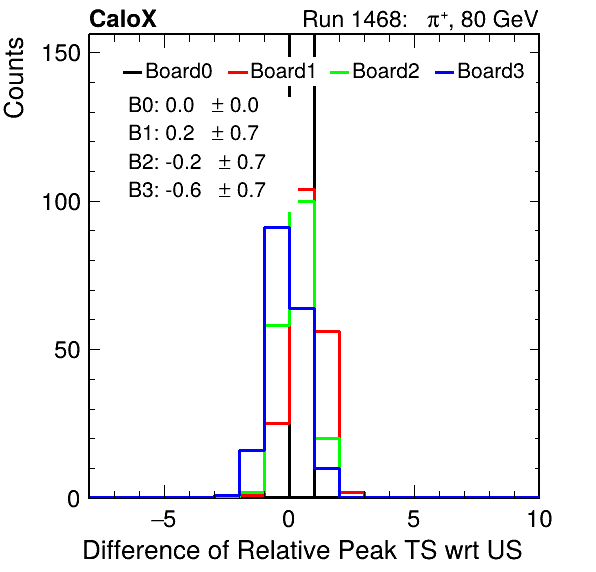 CaloX Run 1468: π⁺, 80 GeV
Counts
Board0 Board1 Board2 Board3
B0: 0.0 ± 0.0
B1: 0.2 ± 0.7
B2: -0.2 ± 0.7
B3: -0.6 ± 0.7
150
100
50
0
−5 0 5 10
Difference of Relative Peak TS wrt US